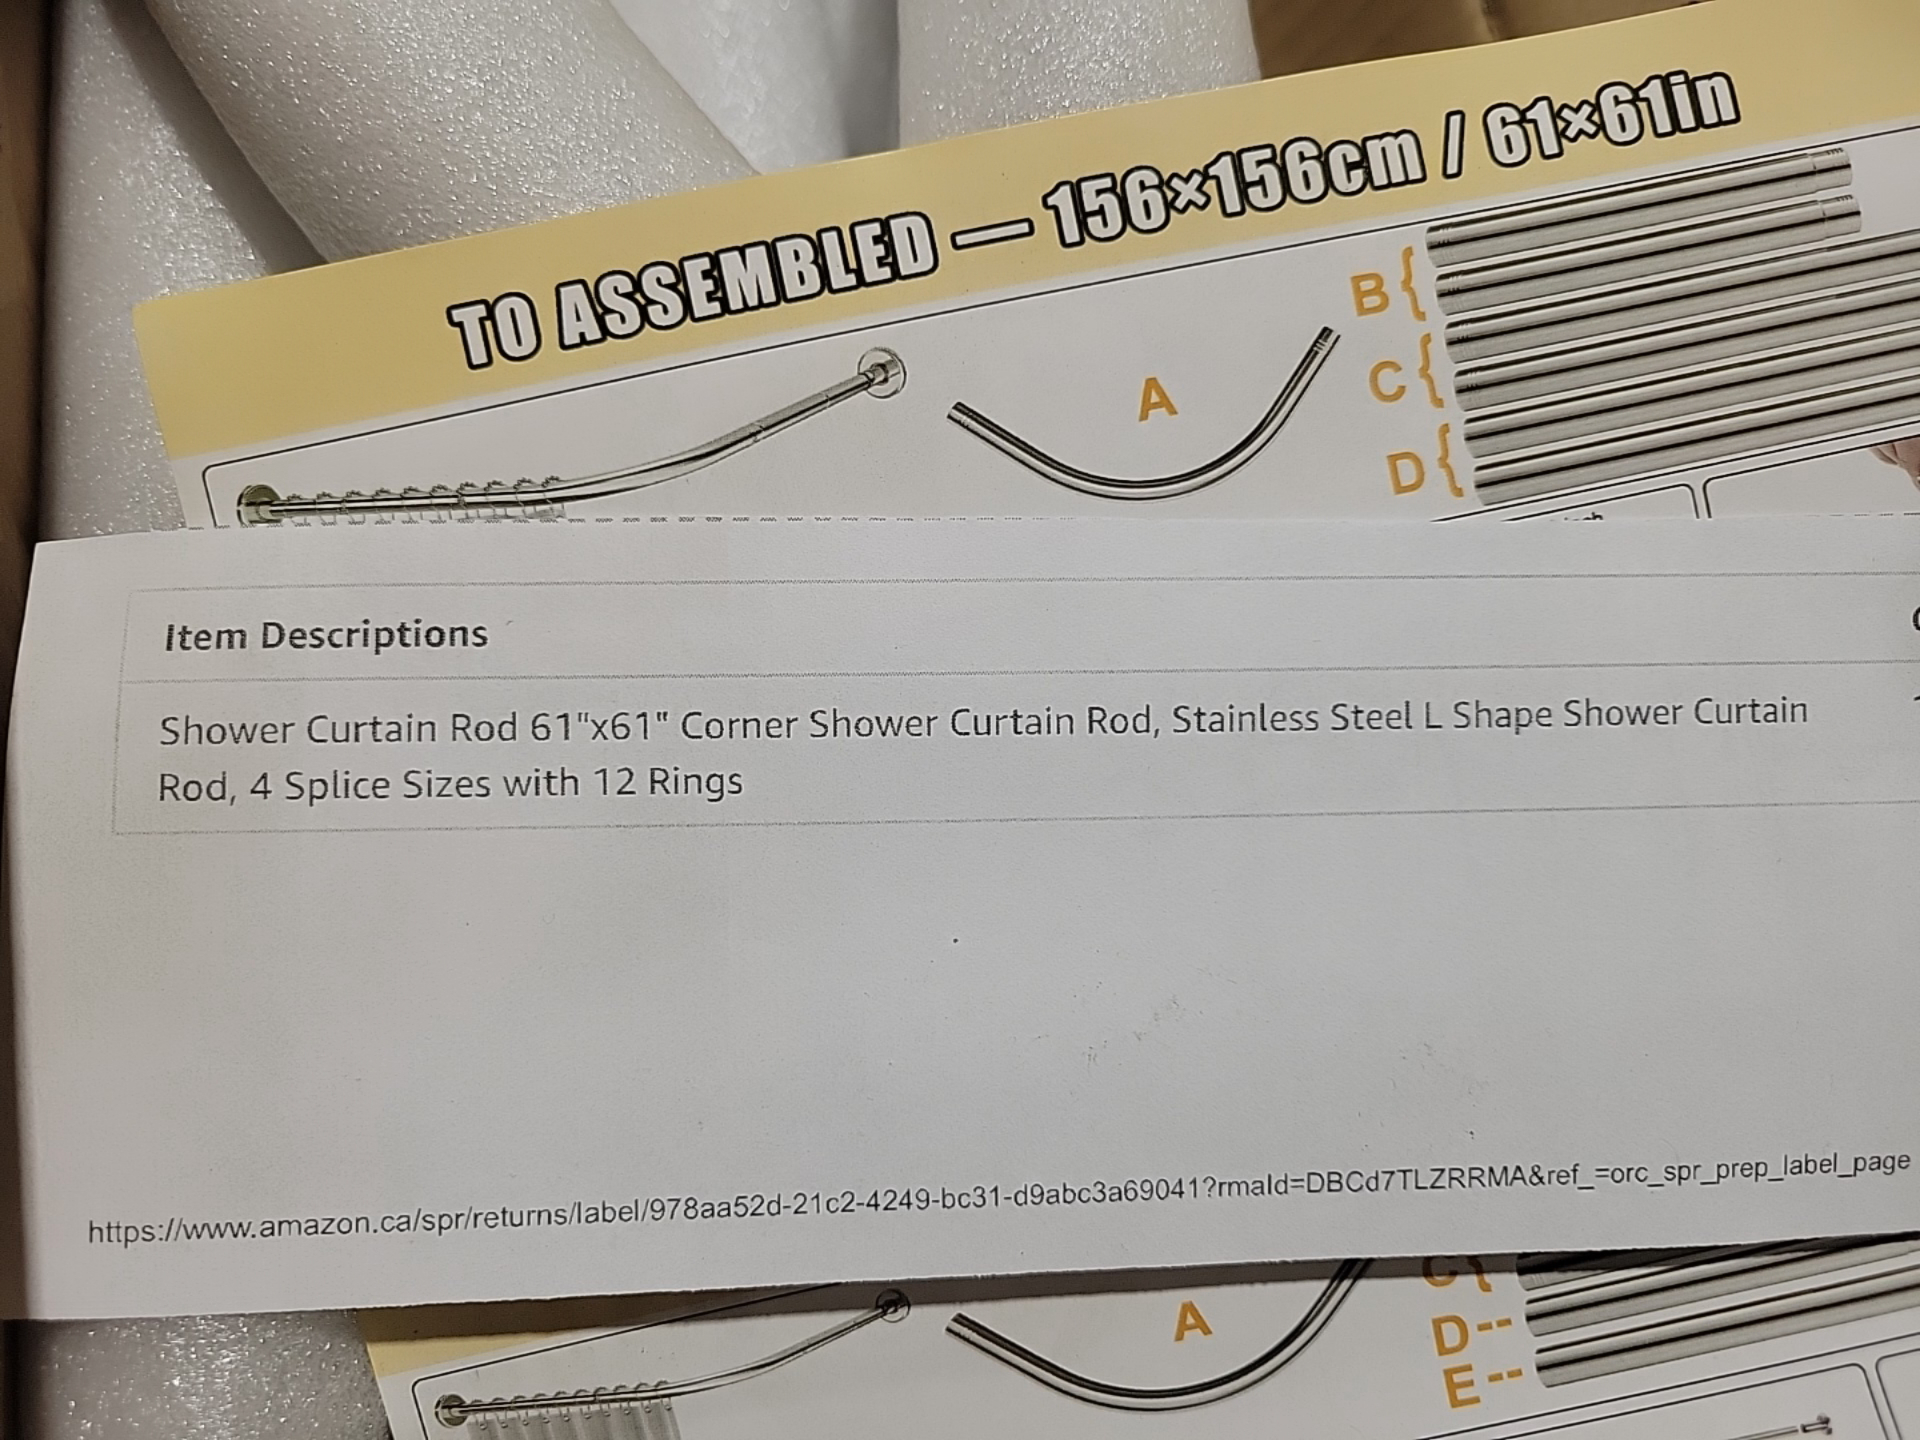 TO ASSEMBLED — 156×156cm / 61×61in
B{
A
C{
D{
Item Descriptions
Shower Curtain Rod 61"x61" Corner Shower Curtain Rod, Stainless Steel L Shape Shower Curtain
Rod, 4 Splice Sizes with 12 Rings
https://www.amazon.ca/spr/returns/label/978aa52d-21c2-4249-bc31-d9abc3a69041?rmaId=DBCd7TLZRRMA&ref_=orc_spr_prep_label_page
C{
A
D--
E--